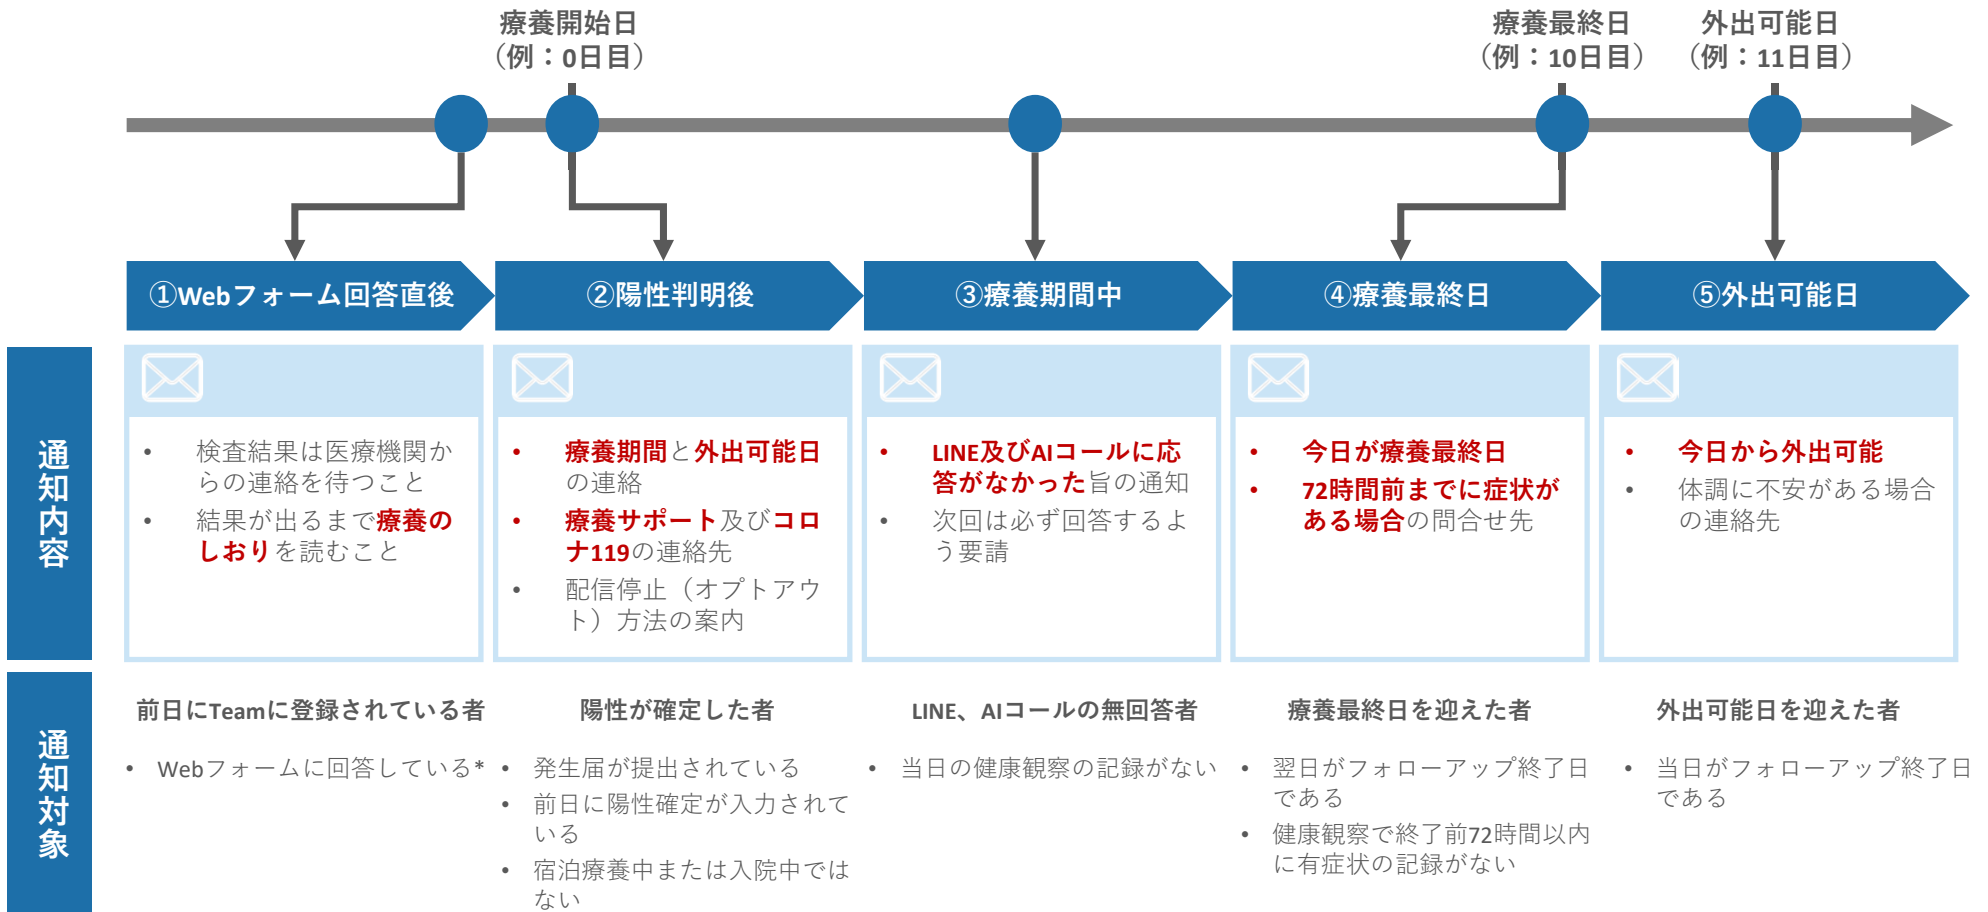 療養開始日
（例：0日目）
療養最終日
（例：10日目）
外出可能日
（例：11日目）
①Webフォーム回答直後
②陽性判明後
③療養期間中
④療養最終日
⑤外出可能日
通知内容
• 検査結果は医療機関か
らの連絡を待つこと
• 結果が出るまで療養の
しおりを読むこと
• 療養期間と外出可能日
の連絡
• 療養サポート及びコロ
ナ119の連絡先
• 配信停止（オプトアウ
ト）方法の案内
• LINE及びAIコールに応
答がなかった旨の通知
• 次回は必ず回答するよ
う要請
• 今日が療養最終日
• 72時間前までに症状が
ある場合の問合せ先
• 今日から外出可能
• 体調に不安がある場合
の連絡先
通知対象
前日にTeamに登録されている者
• Webフォームに回答している*
陽性が確定した者
• 発生届が提出されている
• 前日に陽性確定が入力されて
いる
• 宿泊療養中または入院中では
ない
LINE、AIコールの無回答者
• 当日の健康観察の記録がない
療養最終日を迎えた者
• 翌日がフォローアップ終了日
である
• 健康観察で終了前72時間以内
に有症状の記録がない
外出可能日を迎えた者
• 当日がフォローアップ終了日
である